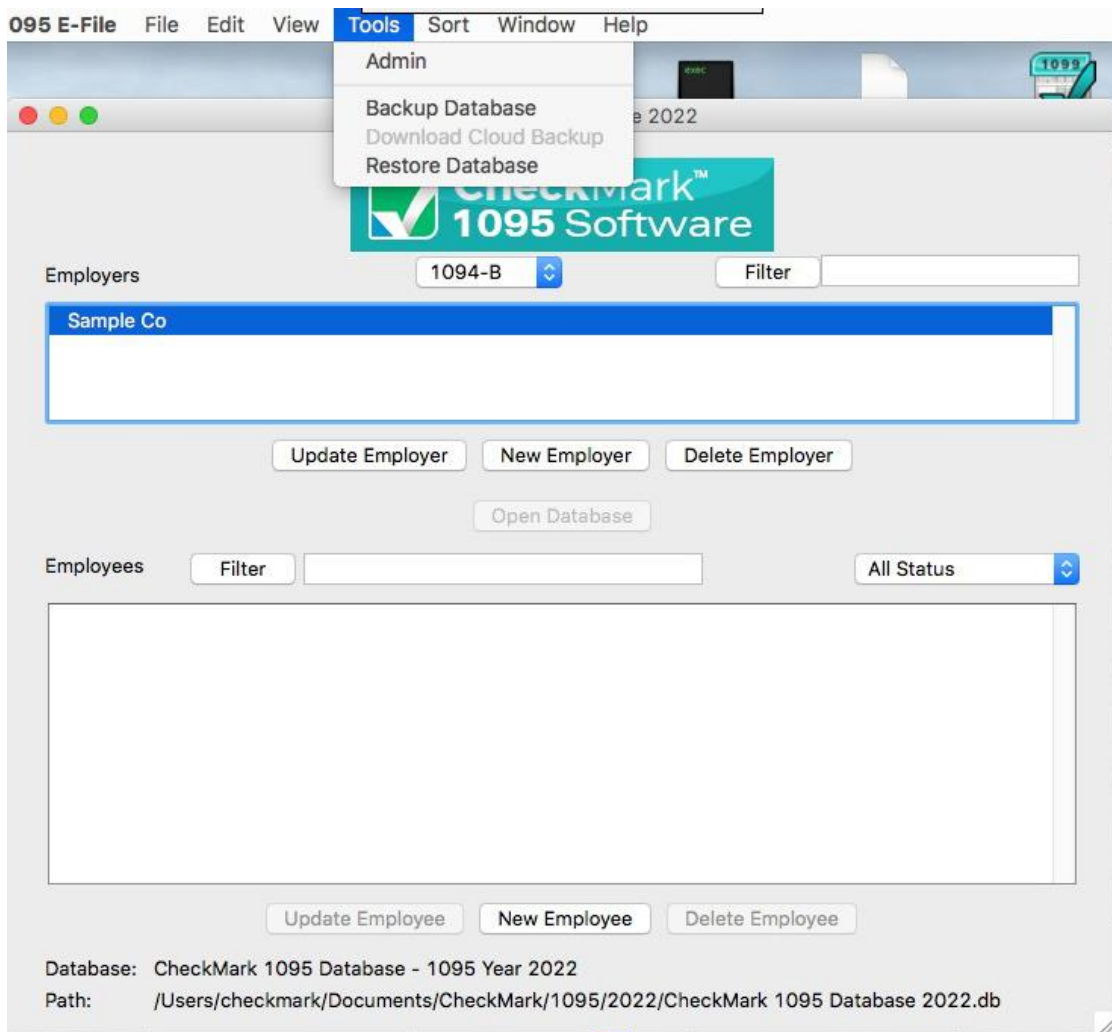 095 E-File File Edit View Tools Sort Window Help
Admin
exec
1099
Backup Database
e 2022
Download Cloud Backup
Restore Database
CheckMark™
1095 Software
Employers 1094-B Filter
Sample Co
Update Employer New Employer Delete Employer
Open Database
Employees Filter All Status
Update Employee New Employee Delete Employee
Database: CheckMark 1095 Database - 1095 Year 2022
Path: /Users/checkmark/Documents/CheckMark/1095/2022/CheckMark 1095 Database 2022.db